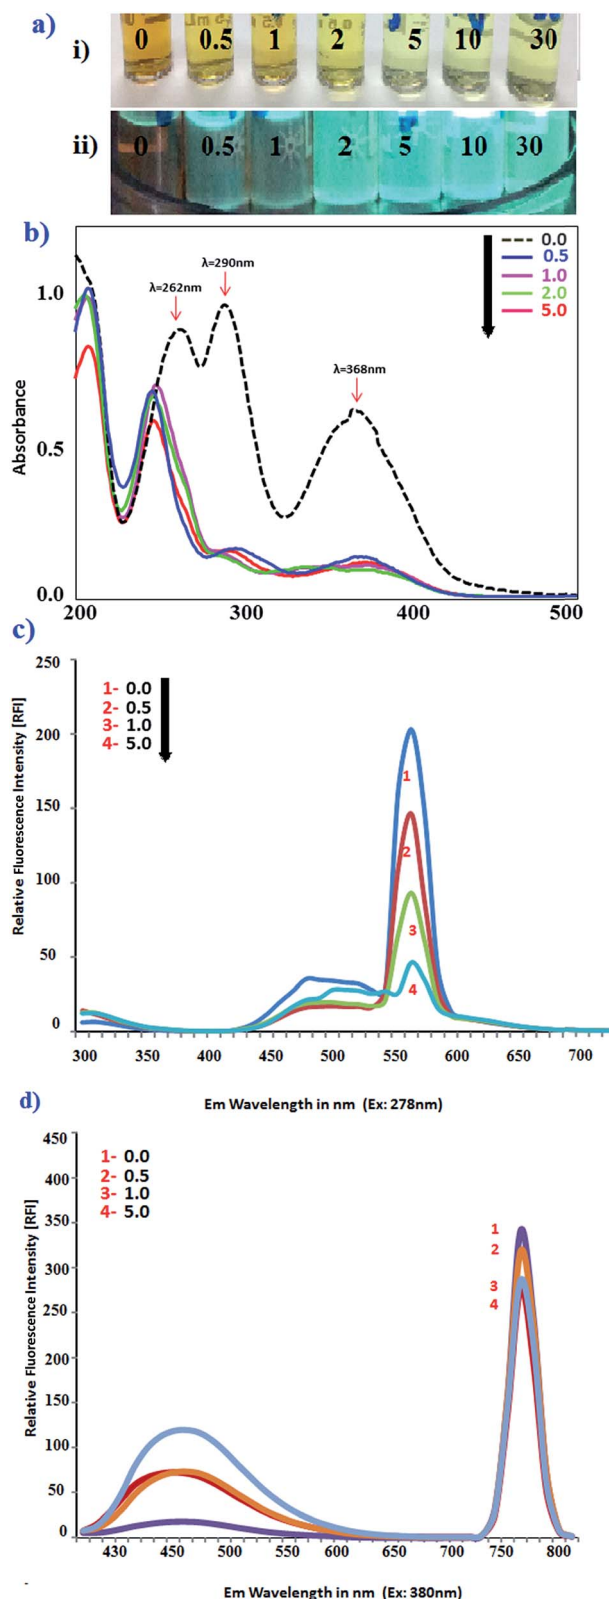 a)
i)
0 0.5 1 2 5 10 30
ii)
0 0.5 1 2 5 10 30
b)
Absorbance
1.0
0.5
0.0
200 300 400 500
λ=262nm
λ=290nm
λ=368nm
0.0
0.5
1.0
2.0
5.0
c)
Relative Fluorescence Intensity [RFI]
250
200
150
100
50
0
1- 0.0
2- 0.5
3- 1.0
4- 5.0
1
2
3
4
300 350 400 450 500 550 600 650 700
Em Wavelength in nm (Ex: 278nm)
d)
Relative Fluorescence Intensity [RFI]
450
400
350
300
250
200
150
100
50
0
1- 0.0
2- 0.5
3- 1.0
4- 5.0
1
2
3
4
430 450 500 550 600 650 700 750 800
Em Wavelength in nm (Ex: 380nm)